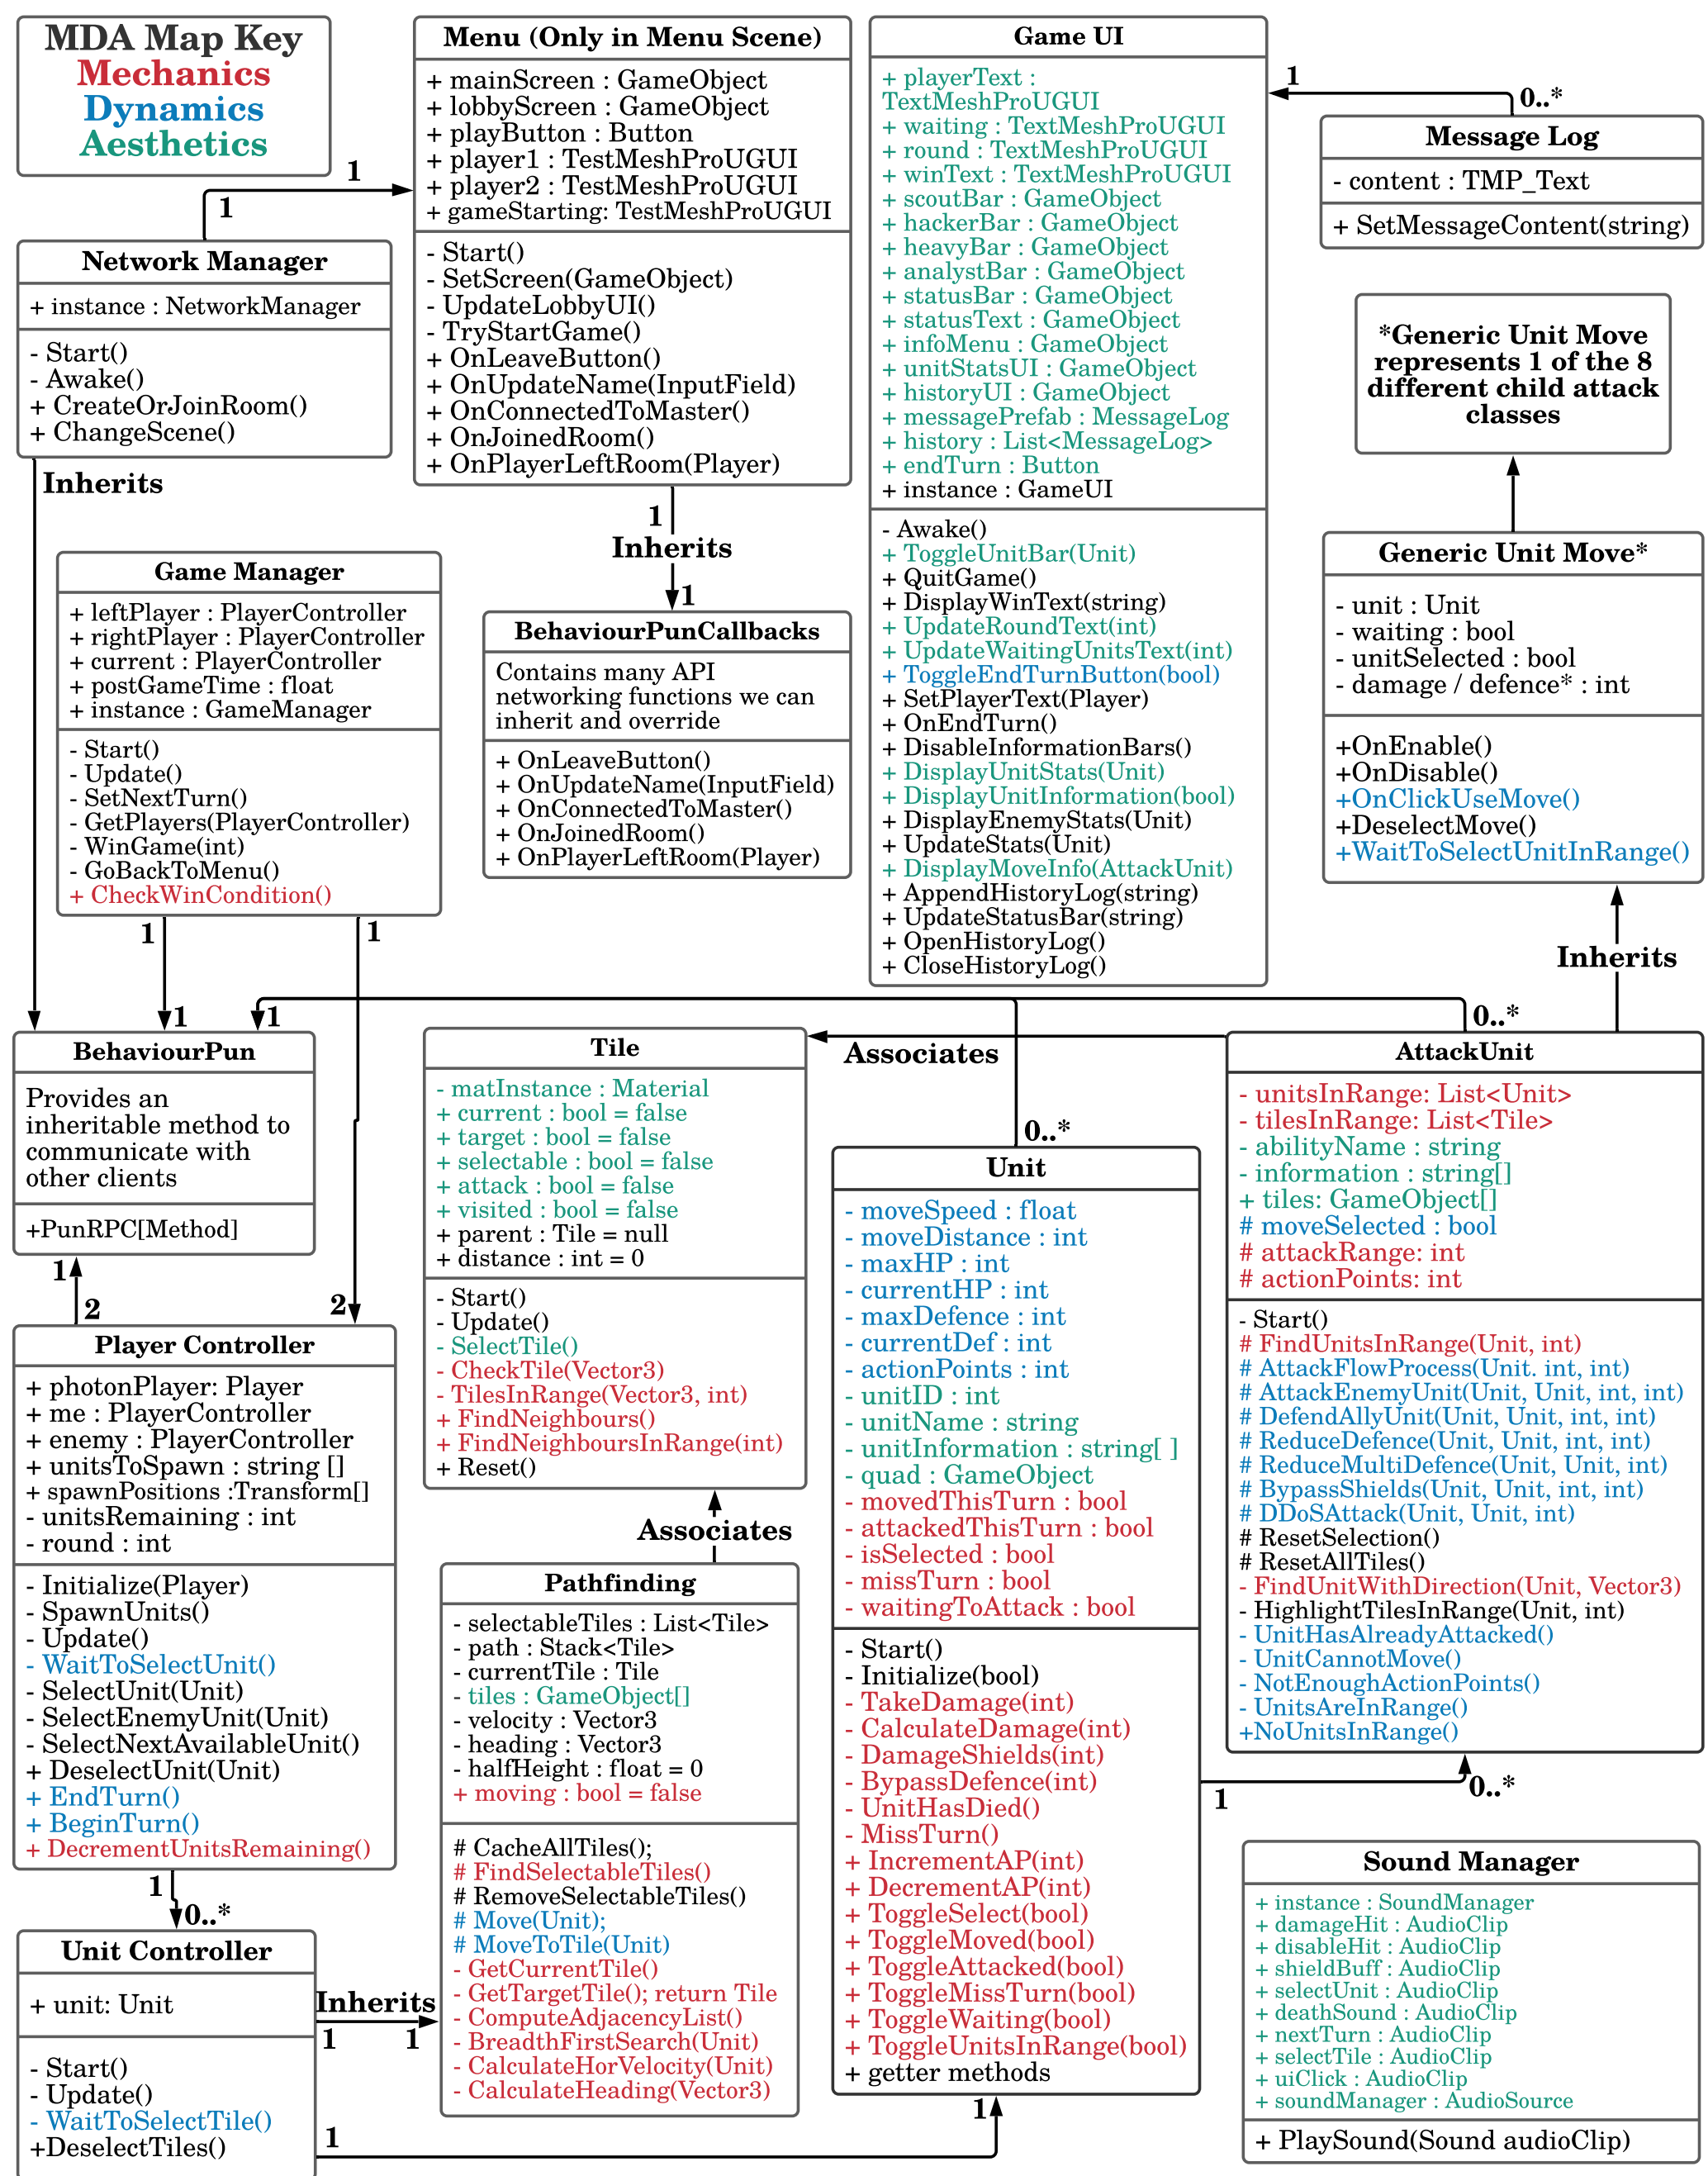 MDA Map Key
Mechanics
Dynamics
Aesthetics
Menu (Only in Menu Scene)
+ mainScreen : GameObject
+ lobbyScreen : GameObject
+ playButton : Button
+ player1 : TestMeshProUGUI
+ player2 : TestMeshProUGUI
+ gameStarting: TestMeshProUGUI
- Start()
- SetScreen(GameObject)
- UpdateLobbyUI()
- TryStartGame()
+ OnLeaveButton()
+ OnUpdateName(InputField)
+ OnConnectedToMaster()
+ OnJoinedRoom()
+ OnPlayerLeftRoom(Player)
Game UI
+ playerText :
TextMeshProUGUI
+ waiting : TextMeshProUGUI
+ round : TextMeshProUGUI
+ winText : TextMeshProUGUI
+ scoutBar : GameObject
+ hackerBar : GameObject
+ heavyBar : GameObject
+ analystBar : GameObject
+ statusBar : GameObject
+ statusText : GameObject
+ infoMenu : GameObject
+ unitStatsUI : GameObject
+ historyUI : GameObject
+ messagePrefab : MessageLog
+ history : List<MessageLog>
+ endTurn : Button
+ instance : GameUI
- Awake()
+ ToggleUnitBar(Unit)
+ QuitGame()
+ DisplayWinText(string)
+ UpdateRoundText(int)
+ UpdateWaitingUnitsText(int)
+ ToggleEndTurnButton(bool)
+ SetPlayerText(Player)
+ OnEndTurn()
+ DisableInformationBars()
+ DisplayUnitStats(Unit)
+ DisplayUnitInformation(bool)
+ DisplayEnemyStats(Unit)
+ UpdateStats(Unit)
+ DisplayMoveInfo(AttackUnit)
+ AppendHistoryLog(string)
+ UpdateStatusBar(string)
+ OpenHistoryLog()
+ CloseHistoryLog()
1
0..*
Message Log
- content : TMP_Text
+ SetMessageContent(string)
*Generic Unit Move
represents 1 of the 8
different child attack
classes
Generic Unit Move*
- unit : Unit
- waiting : bool
- unitSelected : bool
- damage / defence* : int
+OnEnable()
+OnDisable()
+OnClickUseMove()
+DeselectMove()
+WaitToSelectUnitInRange()
Inherits
1
1
Network Manager
+ instance : NetworkManager
- Start()
- Awake()
+ CreateOrJoinRoom()
+ ChangeScene()
Inherits
1
Inherits
1
Game Manager
+ leftPlayer : PlayerController
+ rightPlayer : PlayerController
+ current : PlayerController
+ postGameTime : float
+ instance : GameManager
- Start()
- Update()
- SetNextTurn()
- GetPlayers(PlayerController)
- WinGame(int)
- GoBackToMenu()
+ CheckWinCondition()
BehaviourPunCallbacks
Contains many API
networking functions we can
inherit and override
+ OnLeaveButton()
+ OnUpdateName(InputField)
+ OnConnectedToMaster()
+ OnJoinedRoom()
+ OnPlayerLeftRoom(Player)
1
1
1
1
0..*
BehaviourPun
Provides an
inheritable method to
communicate with
other clients
+PunRPC[Method]
1
2
2
Tile
- matInstance : Material
+ current : bool = false
+ target : bool = false
+ selectable : bool = false
+ attack : bool = false
+ visited : bool = false
+ parent : Tile = null
+ distance : int = 0
- Start()
- Update()
- SelectTile()
- CheckTile(Vector3)
- TilesInRange(Vector3, int)
+ FindNeighbours()
+ FindNeighboursInRange(int)
+ Reset()
Associates
0..*
Unit
- moveSpeed : float
- moveDistance : int
- maxHP : int
- currentHP : int
- maxDefence : int
- currentDef : int
- actionPoints : int
- unitID : int
- unitName : string
- unitInformation : string[ ]
- quad : GameObject
- movedThisTurn : bool
- attackedThisTurn : bool
- isSelected : bool
- missTurn : bool
- waitingToAttack : bool
- Start()
- Initialize(bool)
- TakeDamage(int)
- CalculateDamage(int)
- DamageShields(int)
- BypassDefence(int)
- UnitHasDied()
- MissTurn()
+ IncrementAP(int)
+ DecrementAP(int)
+ ToggleSelect(bool)
+ ToggleMoved(bool)
+ ToggleAttacked(bool)
+ ToggleMissTurn(bool)
+ ToggleWaiting(bool)
+ ToggleUnitsInRange(bool)
+ getter methods
AttackUnit
- unitsInRange: List<Unit>
- tilesInRange: List<Tile>
- abilityName : string
- information : string[]
+ tiles: GameObject[]
# moveSelected : bool
# attackRange: int
# actionPoints: int
- Start()
# FindUnitsInRange(Unit, int)
# AttackFlowProcess(Unit. int, int)
# AttackEnemyUnit(Unit, Unit, int, int)
# DefendAllyUnit(Unit, Unit, int, int)
# ReduceDefence(Unit, Unit, int, int)
# ReduceMultiDefence(Unit, Unit, int)
# BypassShields(Unit, Unit, int, int)
# DDoSAttack(Unit, Unit, int)
# ResetSelection()
# ResetAllTiles()
- FindUnitWithDirection(Unit, Vector3)
- HighlightTilesInRange(Unit, int)
- UnitHasAlreadyAttacked()
- UnitCannotMove()
- NotEnoughActionPoints()
- UnitsAreInRange()
+NoUnitsInRange()
1
0..*
Player Controller
+ photonPlayer: Player
+ me : PlayerController
+ enemy : PlayerController
+ unitsToSpawn : string []
+ spawnPositions :Transform[]
- unitsRemaining : int
- round : int
- Initialize(Player)
- SpawnUnits()
- Update()
- WaitToSelectUnit()
- SelectUnit(Unit)
- SelectEnemyUnit(Unit)
- SelectNextAvailableUnit()
+ DeselectUnit(Unit)
+ EndTurn()
+ BeginTurn()
+ DecrementUnitsRemaining()
1
0..*
Associates
Pathfinding
- selectableTiles : List<Tile>
- path : Stack<Tile>
- currentTile : Tile
- tiles : GameObject[]
- velocity : Vector3
- heading : Vector3
- halfHeight : float = 0
+ moving : bool = false
# CacheAllTiles();
# FindSelectableTiles()
# RemoveSelectableTiles()
# Move(Unit);
# MoveToTile(Unit)
- GetCurrentTile()
- GetTargetTile(); return Tile
- ComputeAdjacencyList()
- BreadthFirstSearch(Unit)
- CalculateHorVelocity(Unit)
- CalculateHeading(Vector3)
Unit Controller
+ unit: Unit
- Start()
- Update()
- WaitToSelectTile()
+DeselectTiles()
Inherits
1
1
1
1
Sound Manager
+ instance : SoundManager
+ damageHit : AudioClip
+ disableHit : AudioClip
+ shieldBuff : AudioClip
+ selectUnit : AudioClip
+ deathSound : AudioClip
+ nextTurn : AudioClip
+ selectTile : AudioClip
+ uiClick : AudioClip
+ soundManager : AudioSource
+ PlaySound(Sound audioClip)